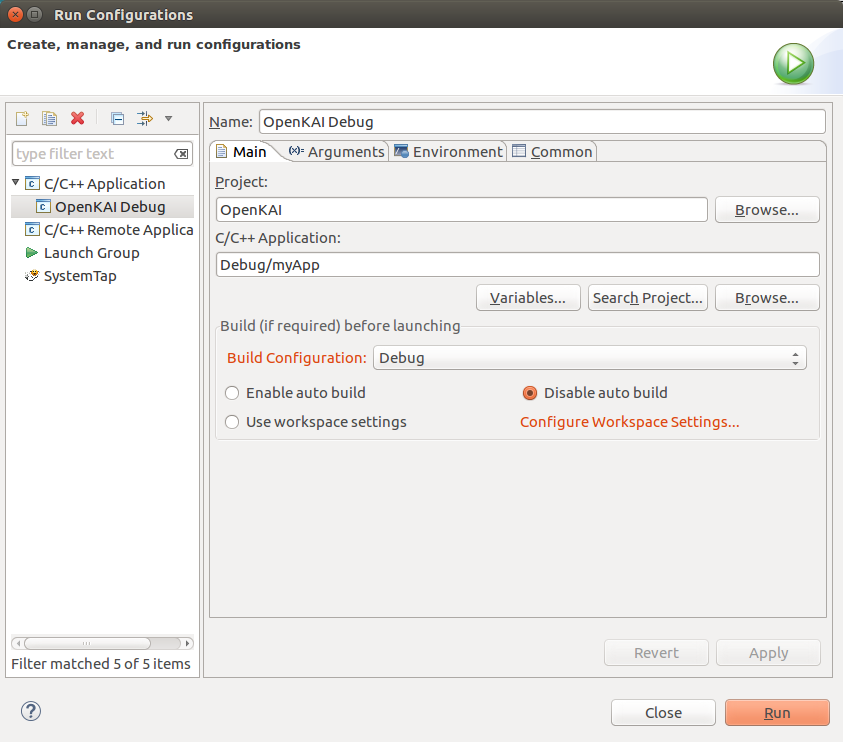 Run Configurations
Create, manage, and run configurations
type filter text
C/C++ Application
OpenKAI Debug
C/C++ Remote Applica
Launch Group
SystemTap
Filter matched 5 of 5 items
Name: OpenKAI Debug
Main (x)= Arguments Environment Common
Project:
OpenKAI Browse...
C/C++ Application:
Debug/myApp
Variables... Search Project... Browse...
Build (if required) before launching
Build Configuration: Debug
Enable auto build Disable auto build
Use workspace settings Configure Workspace Settings...
Revert Apply
? Close Run